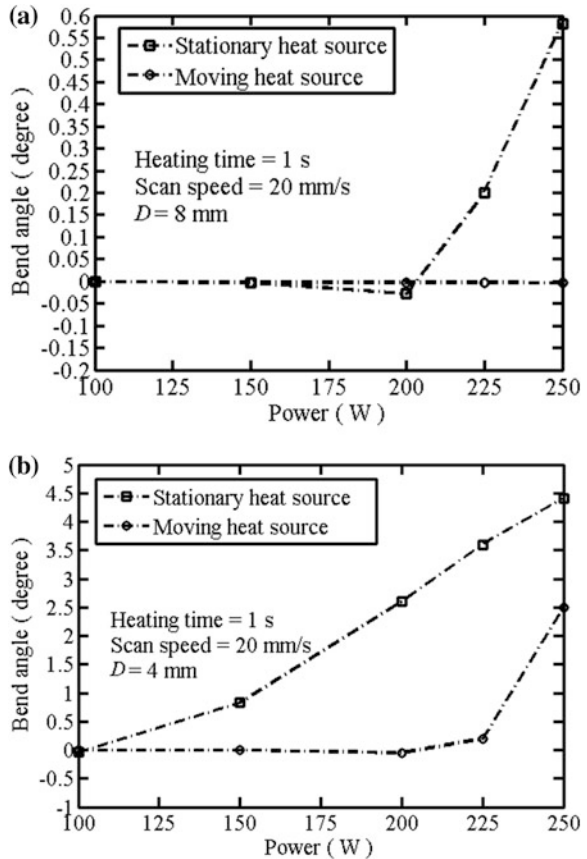 (a)
0.6
0.55
0.5
0.45
0.4
0.35
0.3
0.25
0.2
0.15
0.1
0.05
0
-0.05
-0.1
-0.15
-0.2
Bend angle ( degree )
Stationary heat source
Moving heat source
Heating time = 1 s
Scan speed = 20 mm/s
D = 8 mm
100 125 150 175 200 225 250
Power ( W )
(b)
5
4.5
4
3.5
3
2.5
2
1.5
1
0.5
0
-0.5
-1
Bend angle ( degree )
Stationary heat source
Moving heat source
Heating time = 1 s
Scan speed = 20 mm/s
D = 4 mm
100 125 150 175 200 225 250
Power ( W )